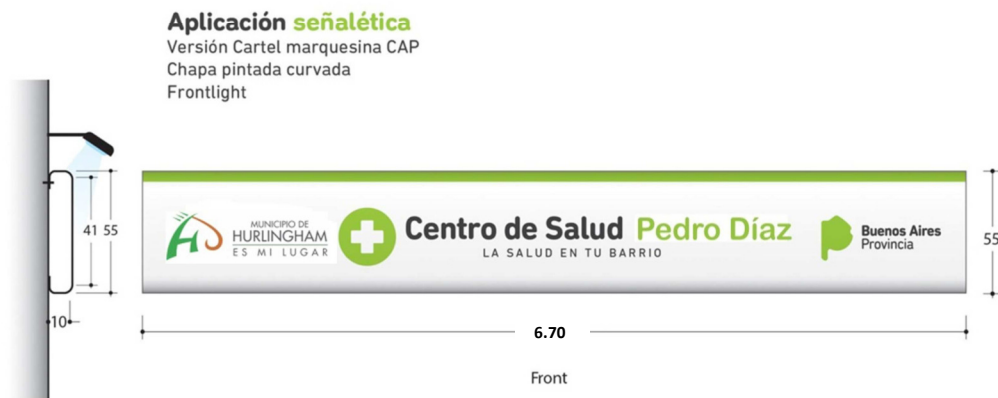 Aplicación señalética
Versión Cartel marquesina CAP
Chapa pintada curvada
Frontlight
41 55
10
MUNICIPIO DE
HURLINGHAM
ES MI LUGAR
Centro de Salud Pedro Díaz
LA SALUD EN TU BARRIO
Buenos Aires
Provincia
55
6.70
Front